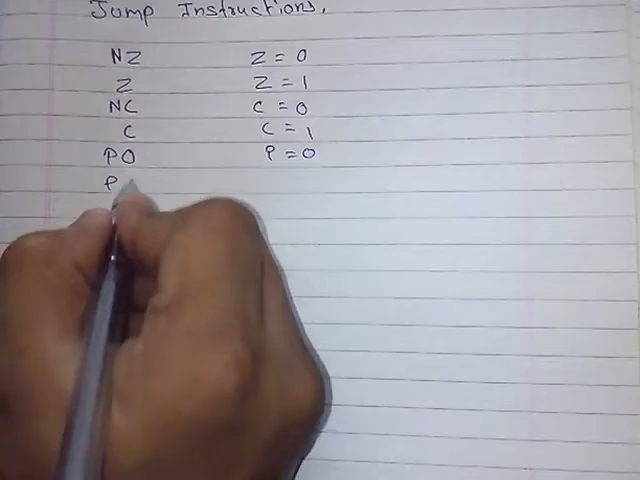 Jump Instructions.
NZ Z = 0
Z Z = 1
NC C = 0
C C = 1
PO P = 0
P